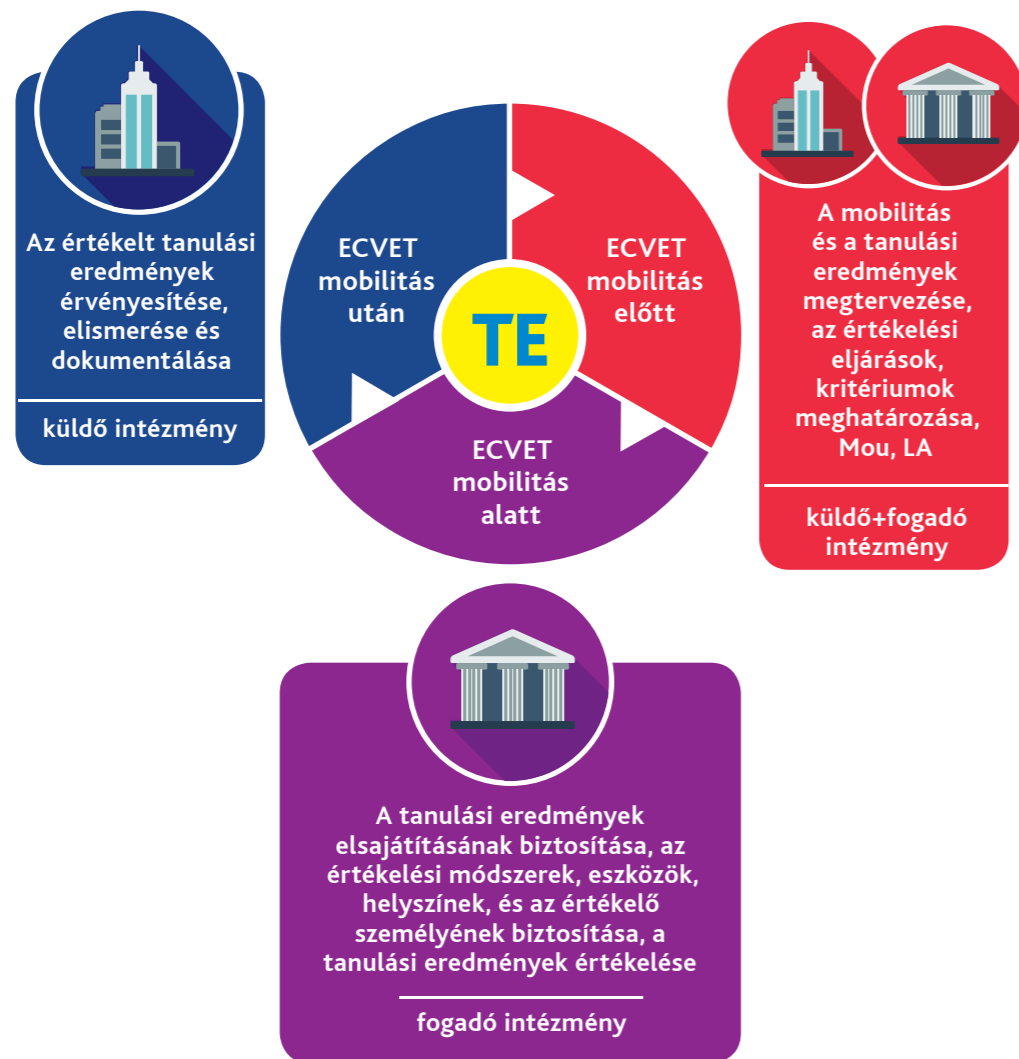 Az értékelt tanulási
eredmények
érvényesítése,
elismerése és
dokumentálása
küldő intézmény
ECVET
mobilitás
után
ECVET
mobilitás
előtt
TE
ECVET
mobilitás
alatt
A mobilitás
és a tanulási
eredmények
megtervezése,
az értékelési
eljárások,
kritériumok
meghatározása,
Mou, LA
küldő+fogadó
intézmény
A tanulási eredmények
elsajátításának biztosítása, az
értékelési módszerek, eszközök,
helyszínek, és az értékelő
személyének biztosítása, a
tanulási eredmények értékelése
fogadó intézmény